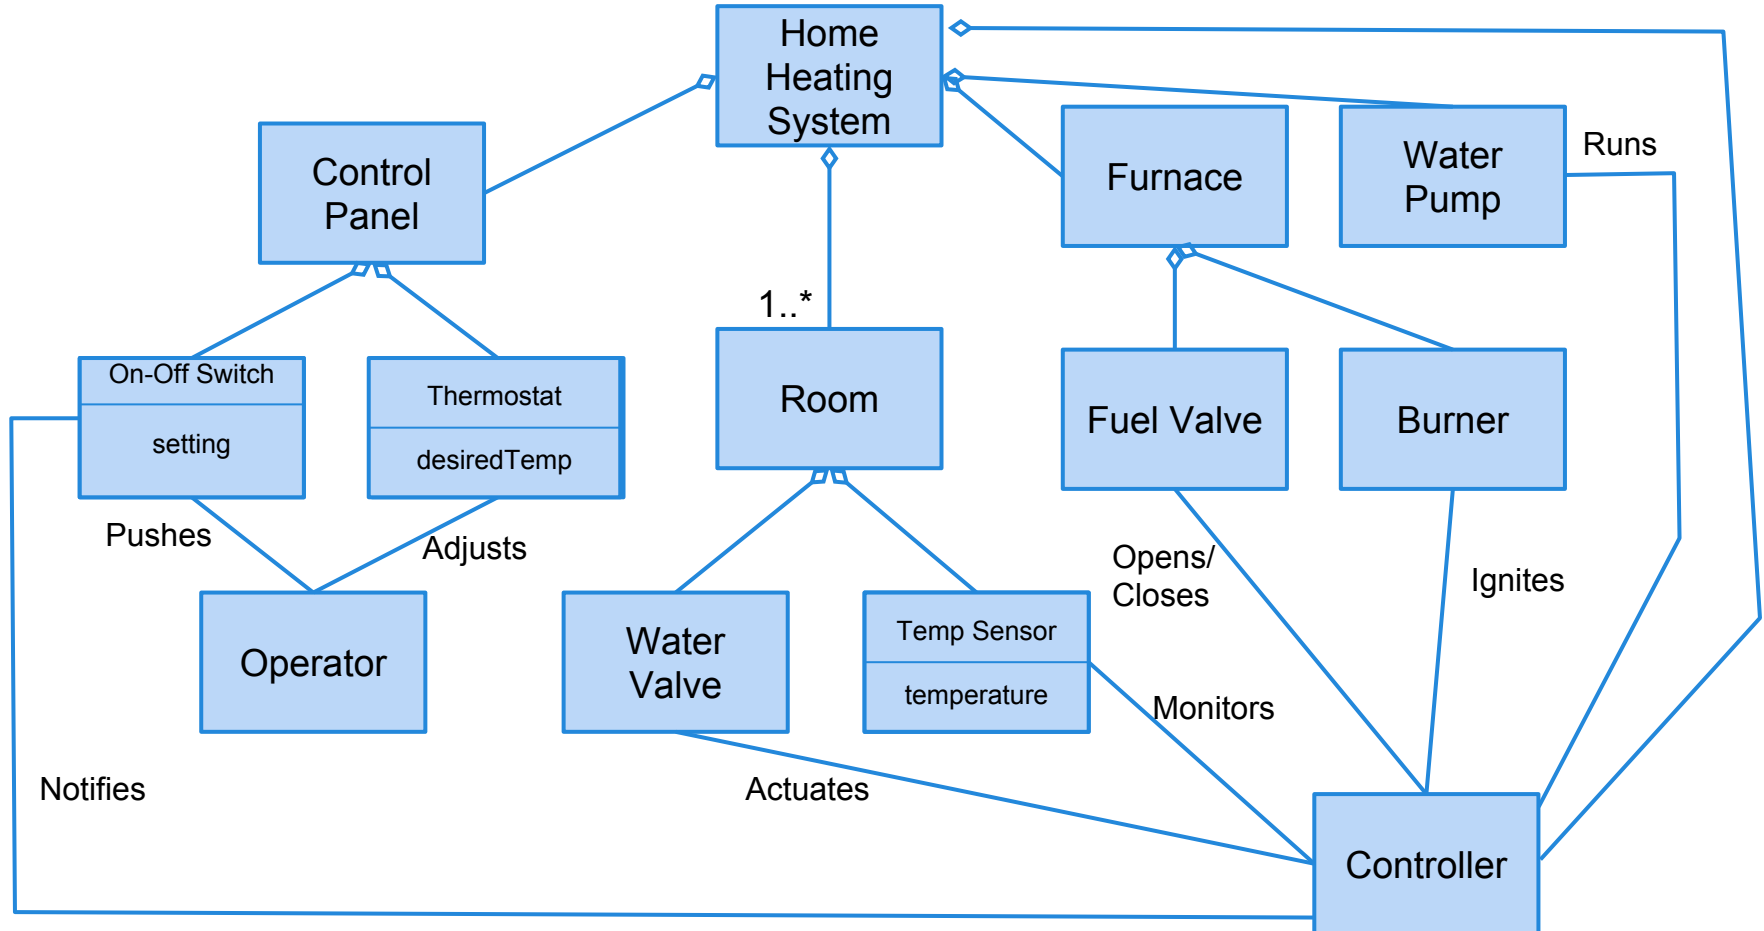 Home
Heating
System
Control
Panel
Furnace
Water
Pump
Runs
1..*
On-Off Switch
setting
Thermostat
desiredTemp
Room
Fuel Valve
Burner
Pushes
Adjusts
Opens/
Closes
Ignites
Operator
Water
Valve
Temp Sensor
temperature
Monitors
Notifies
Actuates
Controller